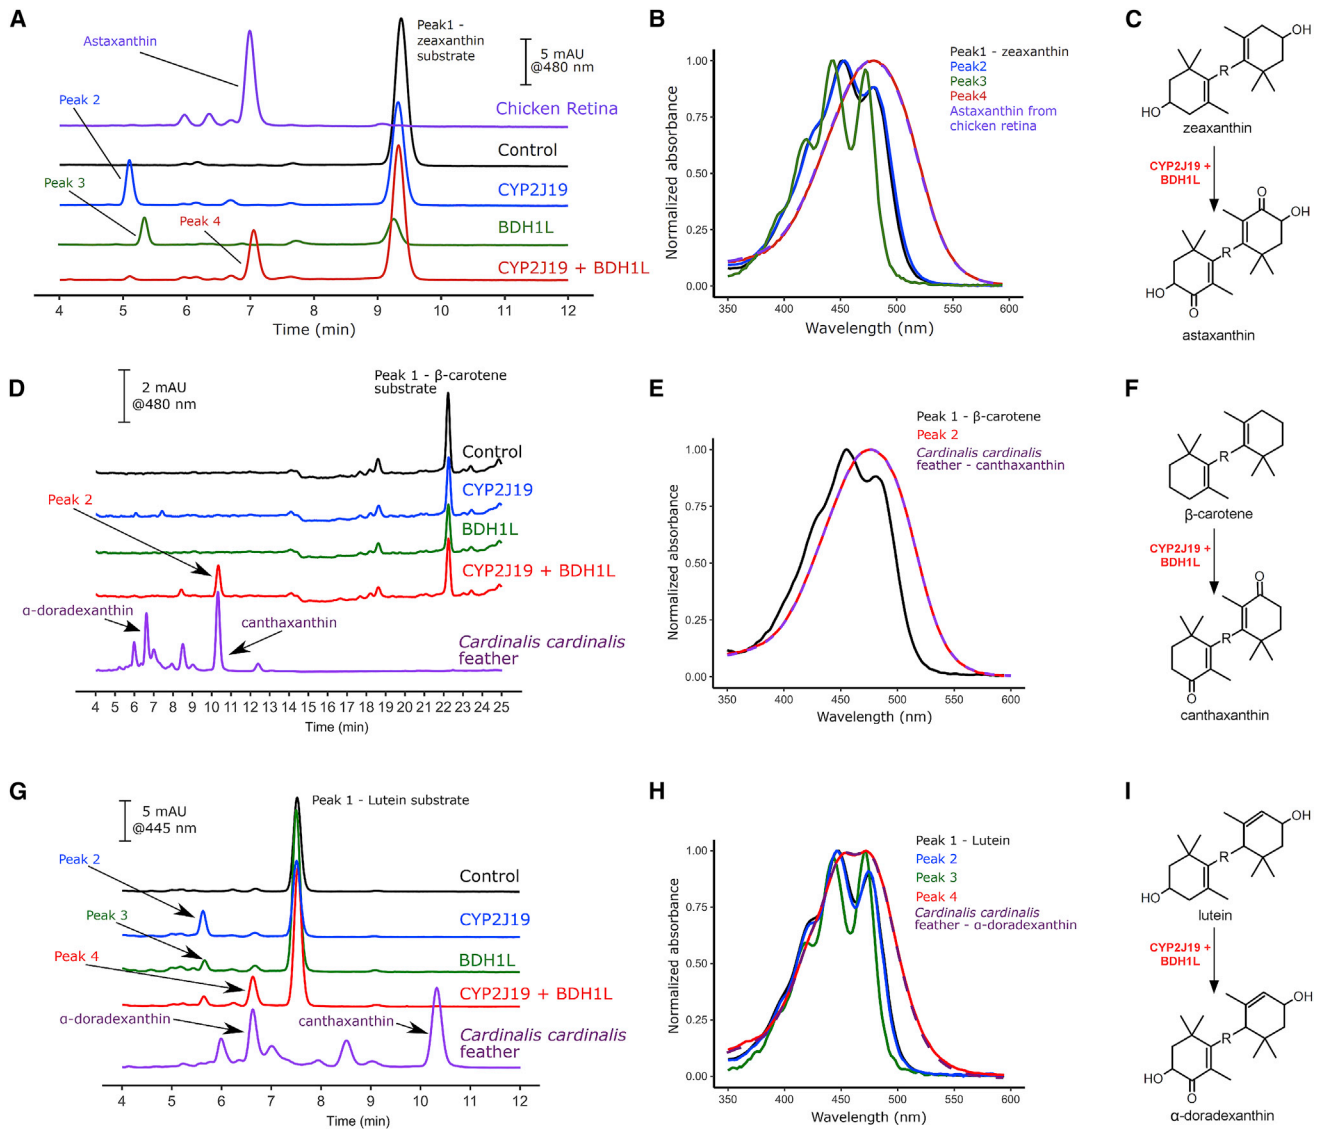 A
Astaxanthin
Peak1 -
zeaxanthin
substrate
5 mAU
@480 nm
Peak 2
Chicken Retina
Control
Peak 3
CYP2J19
Peak 4
BDH1L
CYP2J19 + BDH1L
4 5 6 7 8 9 10 11 12
Time (min)
B
Peak1 - zeaxanthin
Peak2
Peak3
Peak4
Astaxanthin from
chicken retina
Normalized absorbance
1.00
0.75
0.50
0.25
0.00
350 400 450 500 550 600
Wavelength (nm)
C
OH
R
HO
zeaxanthin
CYP2J19 +
BDH1L
O
OH
R
HO
O
astaxanthin
D
2 mAU
@480 nm
Peak 1 - β-carotene
substrate
Control
CYP2J19
Peak 2
BDH1L
CYP2J19 + BDH1L
α-doradexanthin
canthaxanthin
Cardinalis cardinalis
feather
4 5 6 7 8 9 10 11 12 13 14 15 16 17 18 19 20 21 22 23 24 25
Time (min)
E
Peak 1 - β-carotene
Peak 2
Cardinalis cardinalis
feather - canthaxanthin
Normalized absorbance
1.00
0.75
0.50
0.25
0.00
350 400 450 500 550 600
Wavelength (nm)
F
R
β-carotene
CYP2J19 +
BDH1L
O
R
O
canthaxanthin
G
5 mAU
@445 nm
Peak 1 - Lutein substrate
Peak 2
Control
Peak 3
CYP2J19
Peak 4
BDH1L
CYP2J19 + BDH1L
α-doradexanthin
canthaxanthin
Cardinalis cardinalis
feather
4 5 6 7 8 9 10 11 12
Time (min)
H
Peak 1 - Lutein
Peak 2
Peak 3
Peak 4
Cardinalis cardinalis
feather - α-doradexanthin
Normalized absorbance
1.00
0.75
0.50
0.25
0.00
350 400 450 500 550 600
Wavelength (nm)
I
OH
R
HO
lutein
CYP2J19 +
BDH1L
OH
R
HO
O
α-doradexanthin